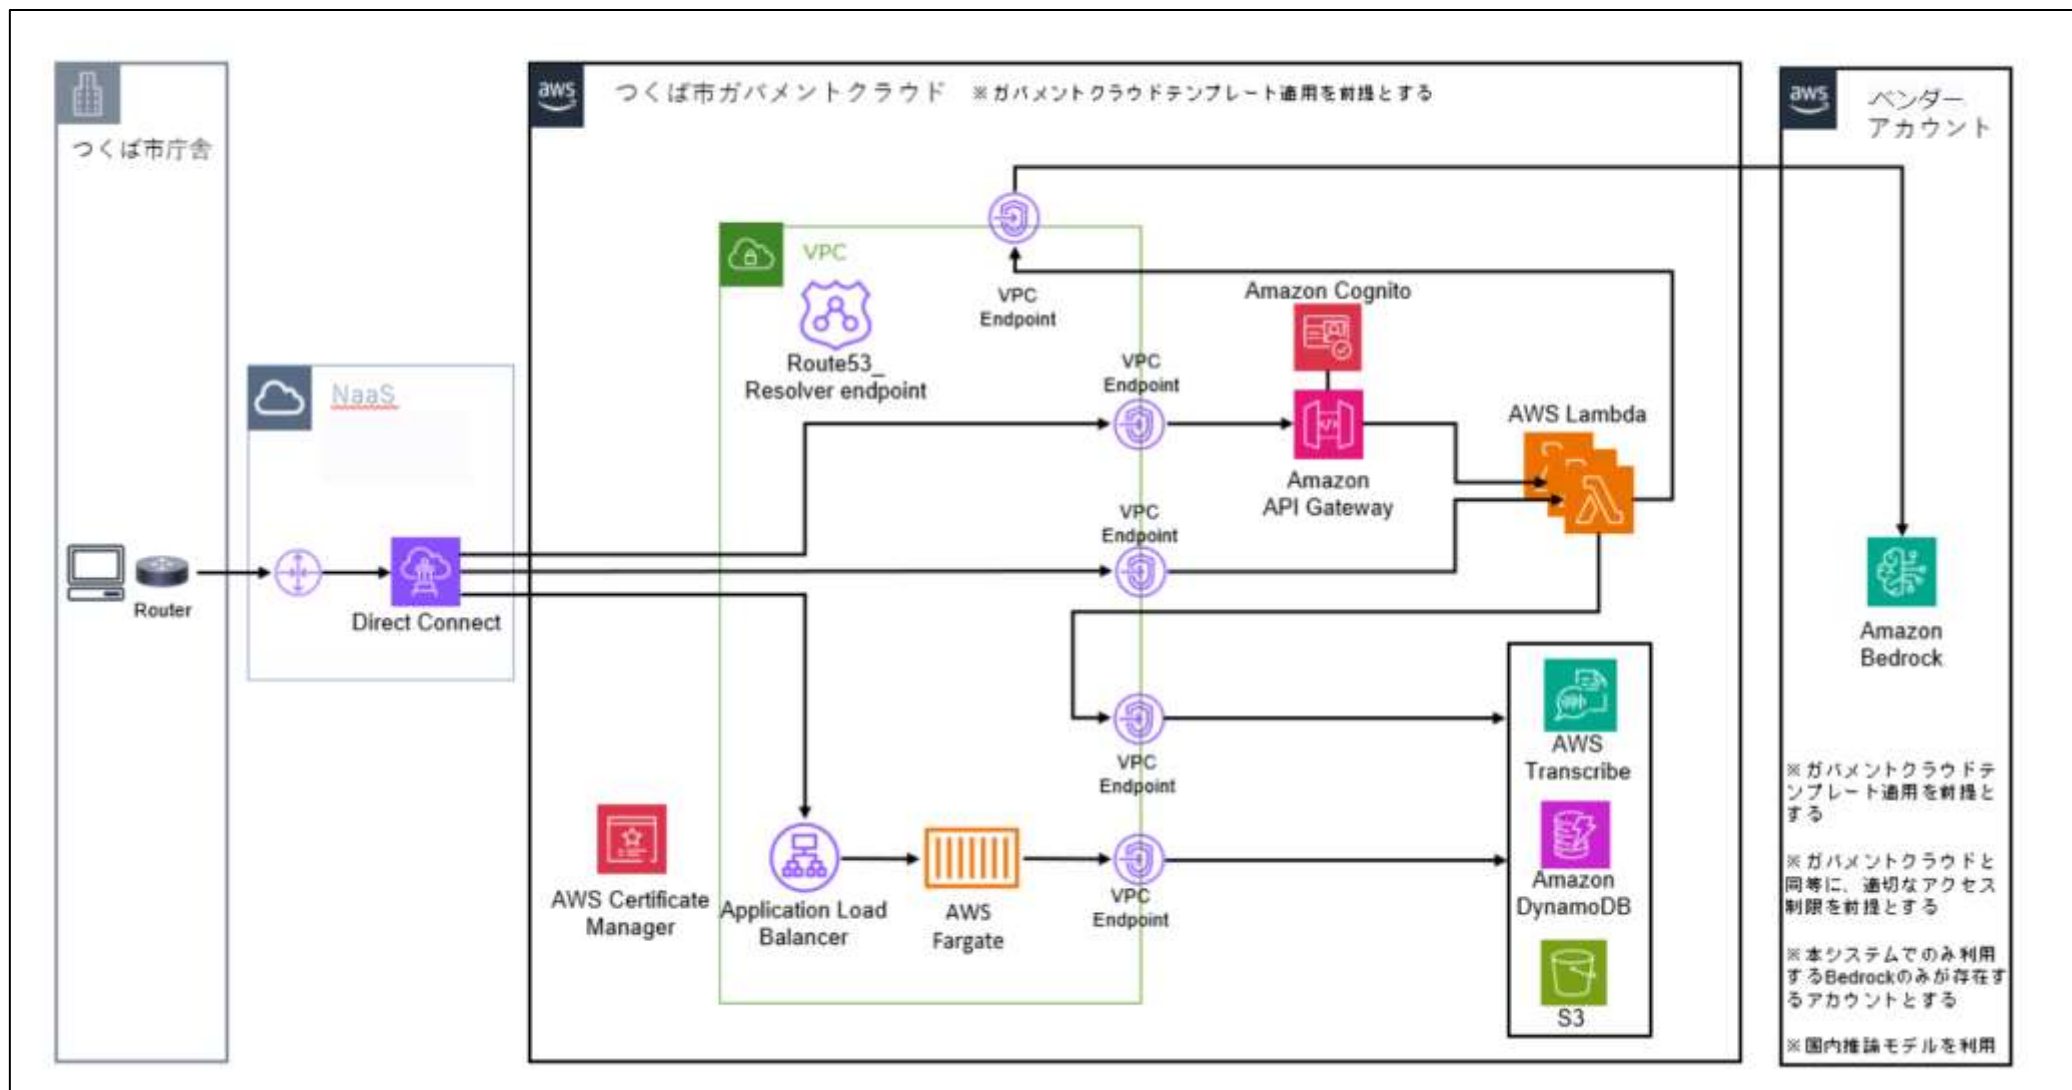 つくば市庁舎
Router
NaaS
Direct Connect
aws
つくば市ガバメントクラウド ※ガバメントクラウドテンプレート適用を前提とする
VPC
Route53_
Resolver endpoint
VPC
Endpoint
Amazon Cognito
VPC
Endpoint
Amazon
API Gateway
AWS Lambda
VPC
Endpoint
VPC
Endpoint
AWS Certificate
Manager
Application Load
Balancer
AWS
Fargate
VPC
Endpoint
AWS
Transcribe
Amazon
DynamoDB
S3
aws
ベンダー
アカウント
Amazon
Bedrock
※ガバメントクラウドテ
ンプレート適用を前提と
する
※ガバメントクラウドと
同等に、適切なアクセス
制限を前提とする
※本システムでのみ利用
するBedrockのみが存在す
るアカウントとする
※国内推論モデルを利用